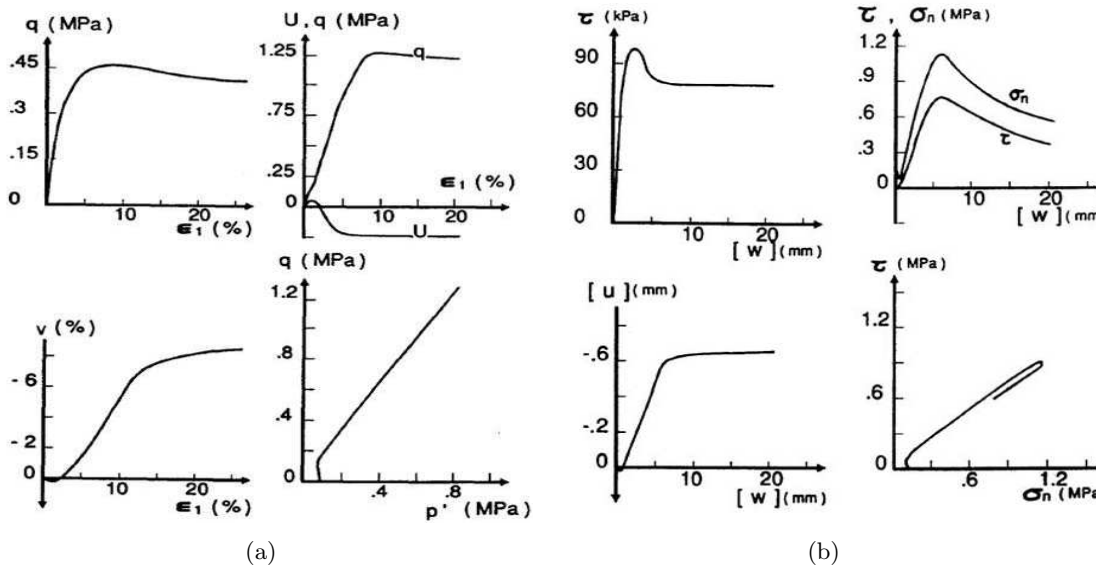 q (MPa)
.45
.3
.15
0
10
20
ε₁ (%)
U, q (MPa)
1.25
.75
.25
0
q
U
ε₁ (%)
10
20
v (%)
-6
-2
0
10
20
ε₁ (%)
q (MPa)
1.2
.8
.4
0
.4
.8
p' (MPa)
(a)
τ (kPa)
90
60
30
0
10
20
[w] (mm)
τ, σn (MPa)
1.2
.9
.6
.3
0
σn
τ
10
20
[w] (mm)
[u] (mm)
-.6
-.2
0
10
20
[w] (mm)
τ (MPa)
1.2
.6
0
.6
1.2
σn (MPa)
(b)